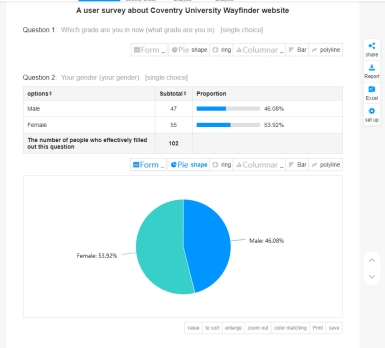 A user survey about Coventry University Wayfinder website
Question 1: Which grade are you in now (what grade are you in) [single choice]
Form _ Pie shape ring Columnar _ Bar polyline
share
Report
Question 2: Your gender (your gender) [single choice]
options Subtotal Proportion
Excel
Male 47 46.08%
set up
Female 55 53.92%
The number of people who effectively filled
out this question 102
Form _ Pie shape ring Columnar _ Bar polyline
Male: 46.08%
Female: 53.92%
value to sort enlarge zoom out color matching Print save